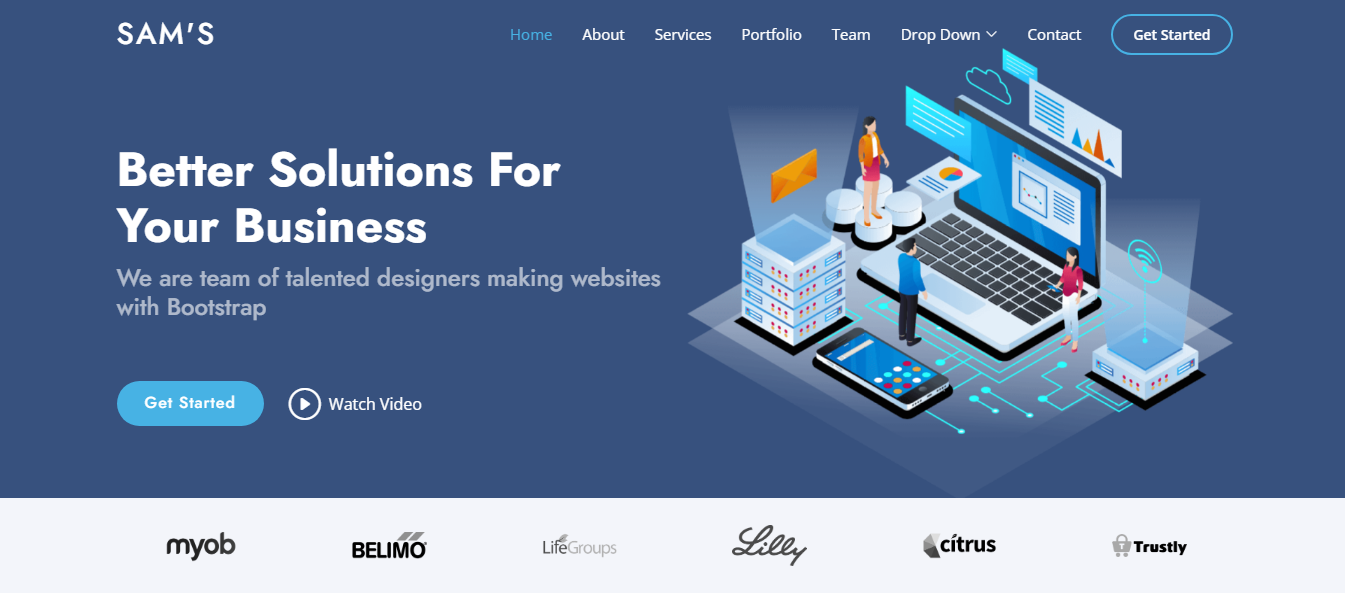 SAM'S
Home About Services Portfolio Team Drop Down Contact Get Started
Better Solutions For
Your Business
We are team of talented designers making websites
with Bootstrap
Get Started Watch Video
myob BELIMO LifeGroups Lilly citrus Trustly